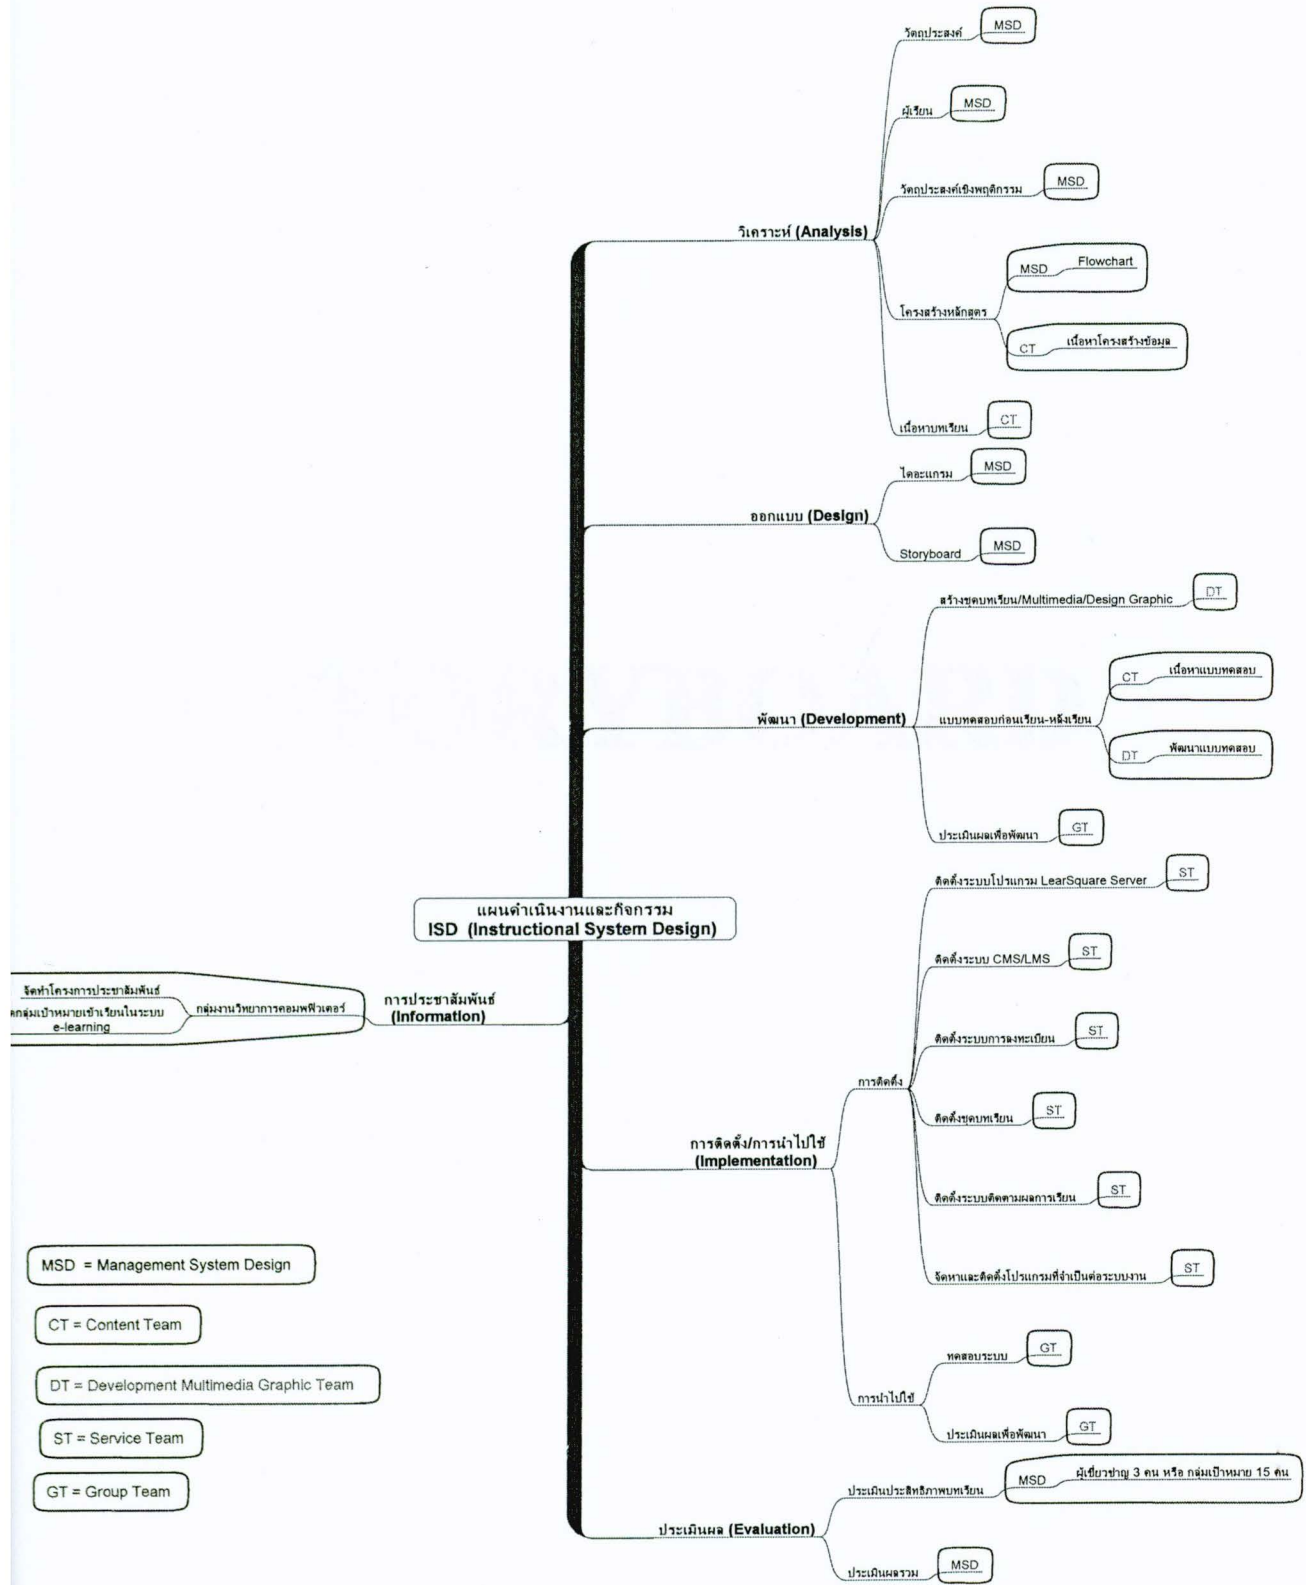 วัตถุประสงค์ MSD
ผู้เรียน MSD
วัตถุประสงค์เชิงพฤติกรรม MSD
วิเคราะห์ (Analysis)
MSD Flowchart
โครงสร้างหลักสูตร
CT เนื้อหาโครงสร้างข้อมูล
เนื้อหาบทเรียน CT
ไดอะแกรม MSD
ออกแบบ (Design)
Storyboard MSD
สร้างชุดบทเรียน/Multimedia/Design Graphic DT
CT เนื้อหาแบบทดสอบ
พัฒนา (Development) แบบทดสอบก่อนเรียน-หลังเรียน
DT พัฒนาแบบทดสอบ
ประเมินผลเพื่อพัฒนา GT
ติดตั้งระบบโปรแกรม LearSquare Server ST
แผนดำเนินงานและกิจกรรม
ISD (Instructional System Design)
ติดตั้งระบบ CMS/LMS ST
จัดทำโครงการประชาสัมพันธ์
กลุ่มงานวิทยาการคอมพฟิวเตอร์
กลุ่มเป้าหมายเข้าเรียนในระบบ
e-learning
การประชาสัมพันธ์
(Information)
ติดตั้งระบบการลงทะเบียน ST
การติดตั้ง
ติดตั้งชุดบทเรียน ST
การติดตั้ง/การนำไปใช้
(Implementation)
ติดตั้งระบบติดตามผลการเรียน ST
จัดหาและติดตั้งโปรแกรมที่จำเป็นต่อระบบงาน ST
ทดสอบระบบ GT
การนำไปใช้
ประเมินผลเพื่อพัฒนา GT
ประเมินประสิทธิภาพบทเรียน MSD ผู้เชี่ยวชาญ 3 คน หรือ กลุ่มเป้าหมาย 15 คน
ประเมินผล (Evaluation)
ประเมินผลรวม MSD
MSD = Management System Design
CT = Content Team
DT = Development Multimedia Graphic Team
ST = Service Team
GT = Group Team